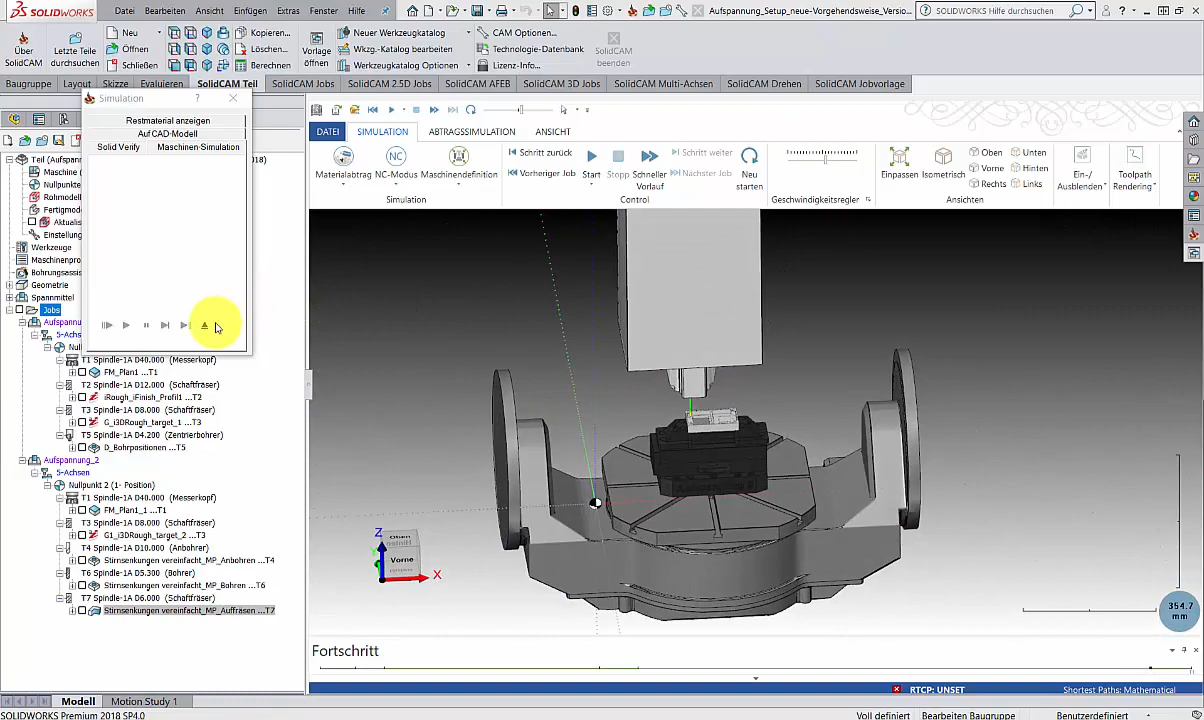 SOLIDWORKS Datei Bearbeiten Ansicht Einfügen Extras Fenster Hilfe Aufspannung_Setup_neue-Vorgehendsweise_Versio... SOLIDWORKS Hilfe durchsuchen
Über SolidCAM
Letzte Teile durchsuchen
Neu
Öffnen
Schließen
Kopieren...
Löschen...
Berechnen
Vorlage öffnen
Neuer Werkzeugkatalog
Wkzg.-Katalog bearbeiten
Werkzeugkatalog Optionen
CAM Optionen...
Technologie-Datenbank
Lizenz-Info...
SolidCAM beenden
Baugruppe Layout Skizze Evaluieren SolidCAM Teil SolidCAM Jobs SolidCAM 2.5D Jobs SolidCAM AFEB SolidCAM 3D Jobs SolidCAM Multi-Achsen SolidCAM Drehen SolidCAM Jobvorlage
Simulation
Restmaterial anzeigen
Auf CAD-Modell
Solid Verify Maschinen-Simulation
DATEI SIMULATION ABTRAGSSIMULATION ANSICHT
Materialabtrag NC-Modus Maschinendefinition
Simulation
Schritt zurück
Vorheriger Job
Start
Stopp
Schneller Vorlauf
Schritt weiter
Nächster Job
Neu starten
Control
Geschwindigkeitsregler
Einpassen Isometrisch
Oben Unten
Vorne Hinten
Rechts Links
Ansichten
Ein-/ Ausblenden
Toolpath Rendering
Teil (Aufspan
2018)
Maschine (
Nullpunkte
Rohmodell
Fertigmode
Aktualis
Einstellung
Werkzeuge
Maschinenpro
Bohrungsassis
Geometrie
Spannmittel
Jobs
Aufspannu
5-Achs
Null
T1 Spindle-1A D40.000 (Messerkopf)
FM_Plan1 ...T1
T2 Spindle-1A D12.000 (Schaftfräser)
iRough_iFinish_Profil1 ...T2
T3 Spindle-1A D8.000 (Schaftfräser)
G_i3DRough_target_1 ...T3
T5 Spindle-1A D4.200 (Zentrierbohrer)
D_Bohrpositionen ...T5
Aufspannung_2
5-Achsen
Nullpunkt 2 (1- Position)
T1 Spindle-1A D40.000 (Messerkopf)
FM_Plan1_1 ...T1
T3 Spindle-1A D8.000 (Schaftfräser)
G1_i3DRough_target_2 ...T3
T4 Spindle-1A D10.000 (Anbohrer)
Stirnsenkungen vereinfacht_MP_Anbohren ...T4
T6 Spindle-1A D5.300 (Bohrer)
Stirnsenkungen vereinfacht_MP_Bohren ...T6
T7 Spindle-1A D6.000 (Schaftfräser)
Stirnsenkungen vereinfacht_MP_Auffräsen ...T7
Z
Oben
Vorne
X
354.7
mm
Fortschritt
RTCP: UNSET Shortest Paths: Mathematical
Modell Motion Study 1
SOLIDWORKS Premium 2018 SP4.0 Voll definiert Bearbeiten Baugruppe Benutzerdefiniert